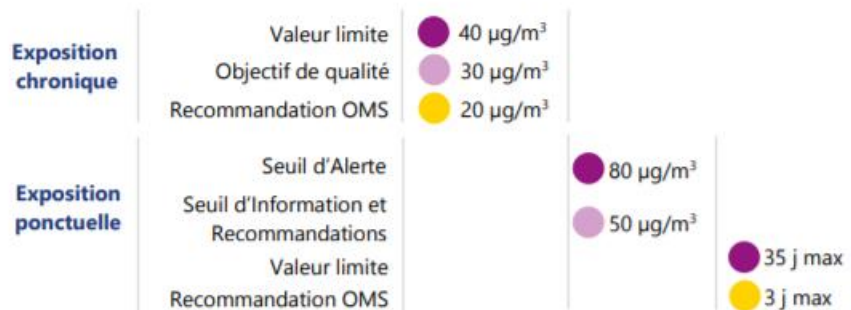 Exposition
chronique
Valeur limite
40 µg/m³
Objectif de qualité
30 µg/m³
Recommandation OMS
20 µg/m³
Exposition
ponctuelle
Seuil d'Alerte
80 µg/m³
Seuil d'Information et
Recommandations
50 µg/m³
Valeur limite
35 j max
Recommandation OMS
3 j max